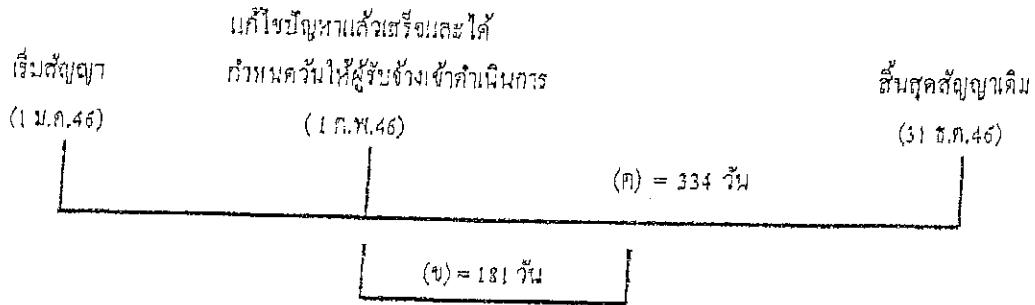 แก้ไขปัญหาแล้วเสร็จและได้
เริ่มสัญญา
กำหนดวันให้ผู้รับจ้างเข้าดำเนินการ
สิ้นสุดสัญญาเดิม
(1 ม.ค.46)
(1 ก.พ.46)
(31 ธ.ค.46)
(ค) = 334 วัน
(ข) = 181 วัน